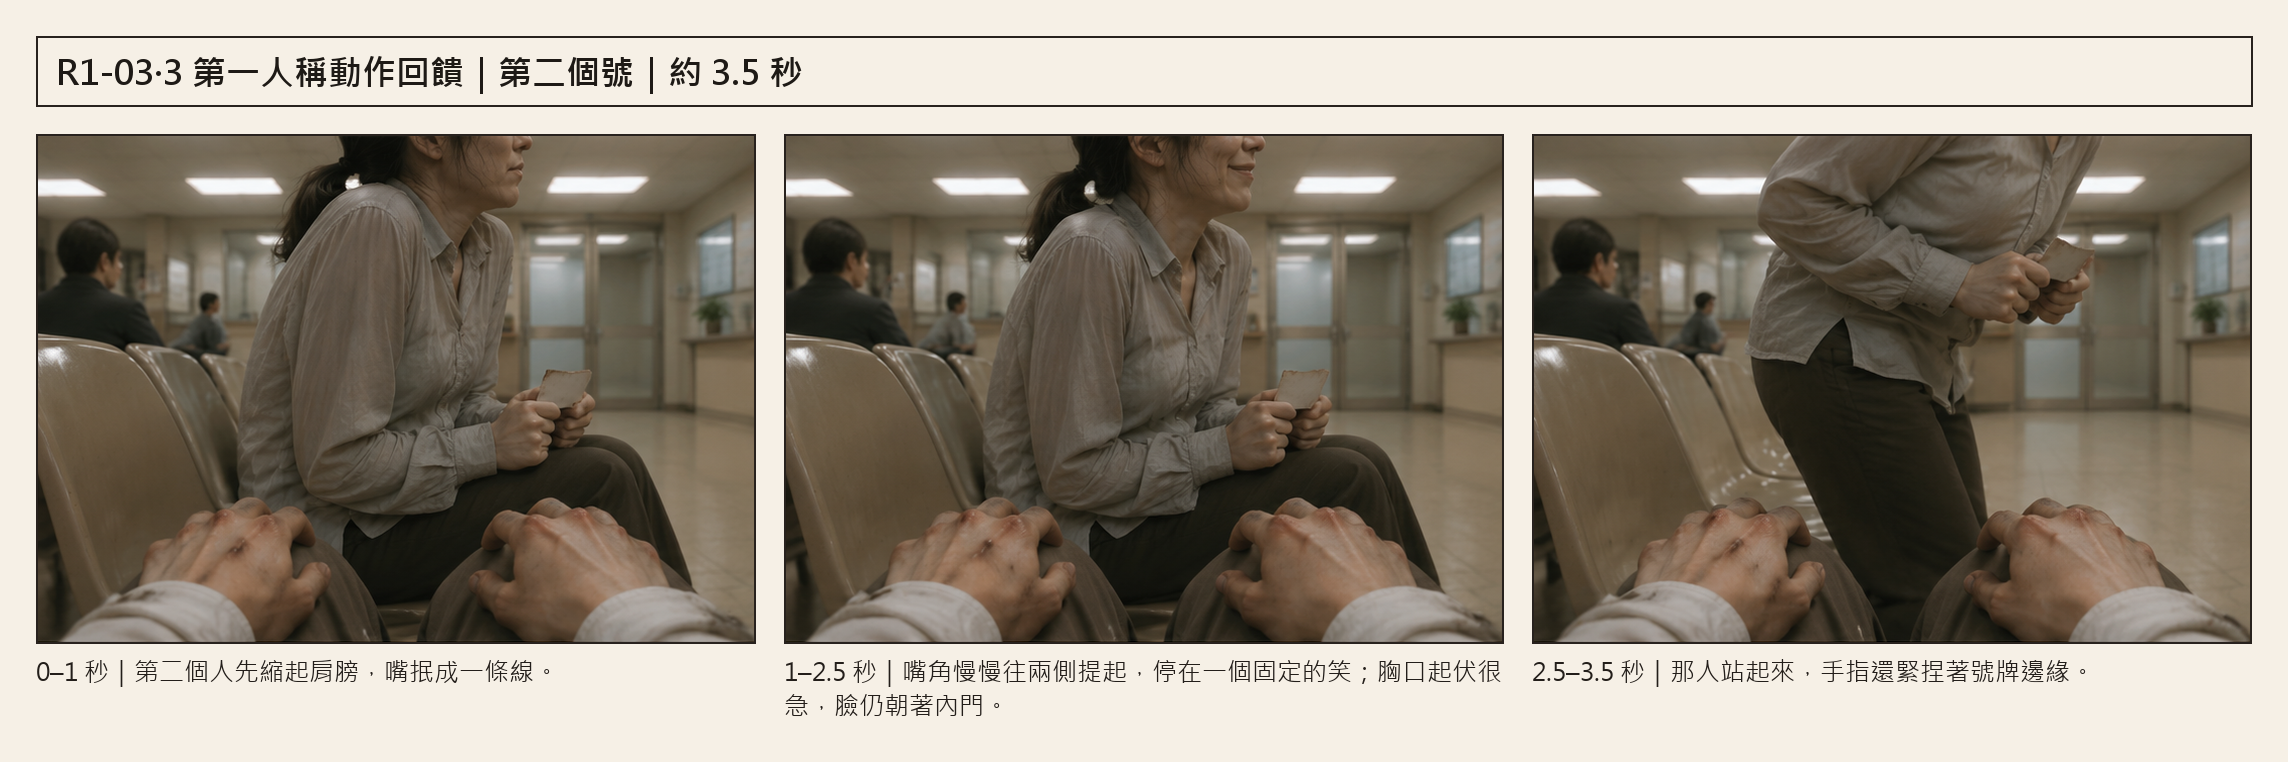 R1-03·3 第一人稱動作回饋｜第二個號｜約 3.5 秒
0–1 秒｜第二個人先縮起肩膀，嘴抿成一條線。
1–2.5 秒｜嘴角慢慢往兩側提起，停在一個固定的笑；胸口起伏很
急，臉仍朝著內門。
2.5–3.5 秒｜那人站起來，手指還緊捏著號牌邊緣。